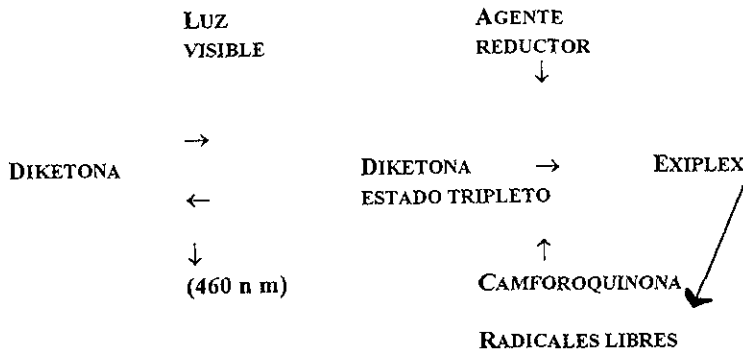 LUZ VISIBLE
AGENTE REDUCTOR
↓
→
DIKETONA
DIKETONA ESTADO TRIPLETO
→
EXIPLEX
←
↓
↑
(460 n m)
CAMFOROQUINONA
RADICALES LIBRES